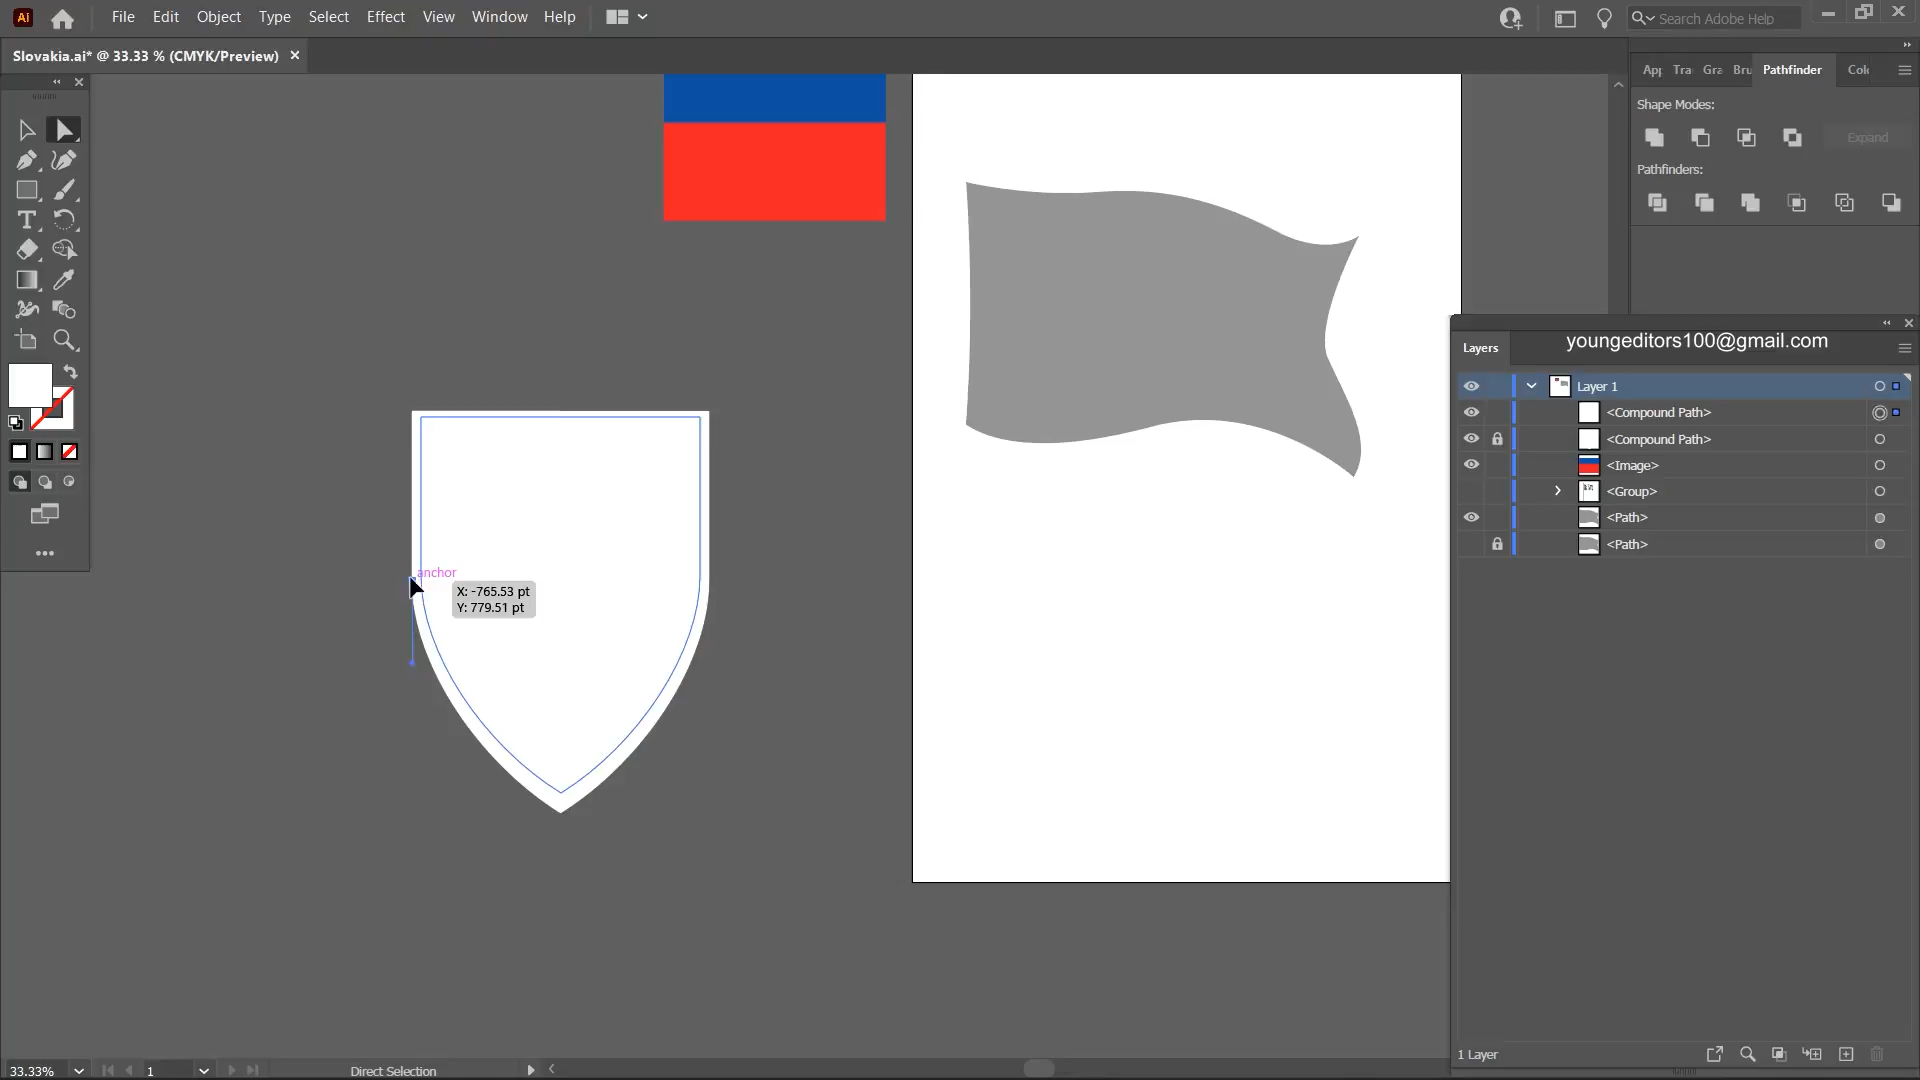 Ai
File
Edit
Object
Type
Select
Effect
View
Window
Help
Search Adobe Help
Slovakia.ai* @ 33.33 % (CMYK/Preview)
App
Tra
Gra
Bru
Pathfinder
Colo
Shape Modes:
Expand
Pathfinders:
youngeditors100@gmail.com
Layers
Layer 1
<Compound Path>
<Compound Path>
<Image>
<Group>
<Path>
<Path>
anchor
X: -765.53 pt
Y: 779.51 pt
1 Layer
33.33%
1
Direct Selection